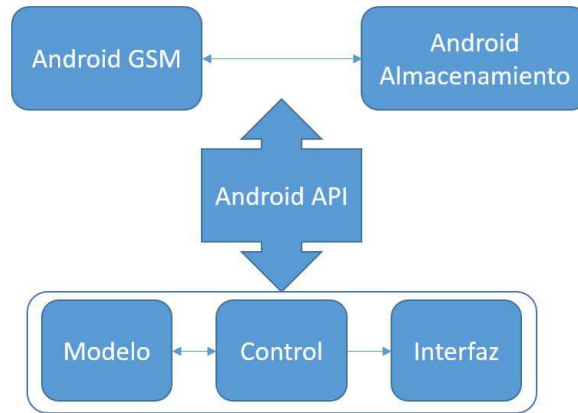 Android GSM
Android
Almacenamiento
Android API
Modelo
Control
Interfaz